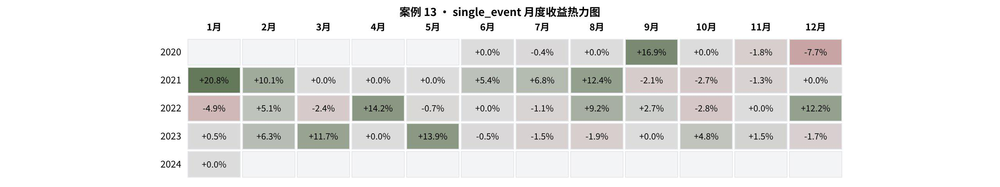 案例 13 · single_event 月度收益热力图
1月 2月 3月 4月 5月 6月 7月 8月 9月 10月 11月 12月
2020 +0.0% -0.4% +0.0% +16.9% +0.0% -1.8% -7.7%
2021 +20.8% +10.1% +0.0% +0.0% +0.0% +5.4% +6.8% +12.4% -2.1% -2.7% -1.3% +0.0%
2022 -4.9% +5.1% -2.4% +14.2% -0.7% +0.0% -1.1% +9.2% +2.7% -2.8% +0.0% +12.2%
2023 +0.5% +6.3% +11.7% +0.0% +13.9% -0.5% -1.5% -1.9% +0.0% +4.8% +1.5% -1.7%
2024 +0.0%